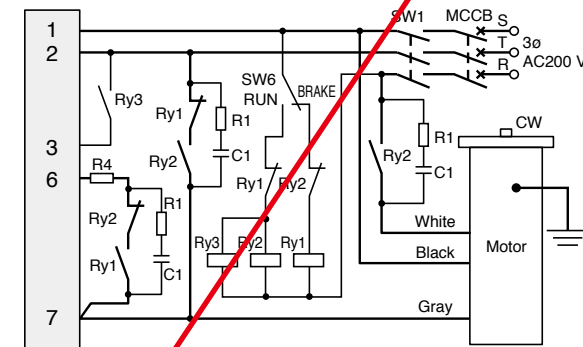 1
2
3
6
7
SW1
MCCB
S
T
R
3ø
AC200 V
SW6
RUN
BRAKE
Ry3
Ry1
R1
Ry2
C1
R4
Ry2
R1
Ry1
C1
Ry1
Ry2
Ry3
Ry2
Ry1
Ry2
R1
C1
CW
White
Black
Gray
Motor